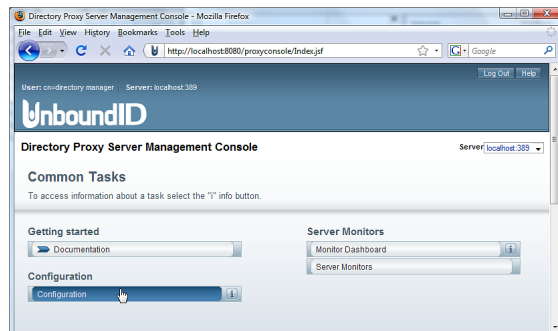 Directory Proxy Server Management Console - Mozilla Firefox
File Edit View History Bookmarks Tools Help
http://localhost:8080/proxyconsole/Index.jsf
Google
Log Out Help
User: cn=directory manager Server: localhost:389
UnboundID
Directory Proxy Server Management Console
Server localhost:389
Common Tasks
To access information about a task select the "i" info button.
Getting started
Server Monitors
Documentation
Monitor Dashboard
i
Configuration
Server Monitors
Configuration
i